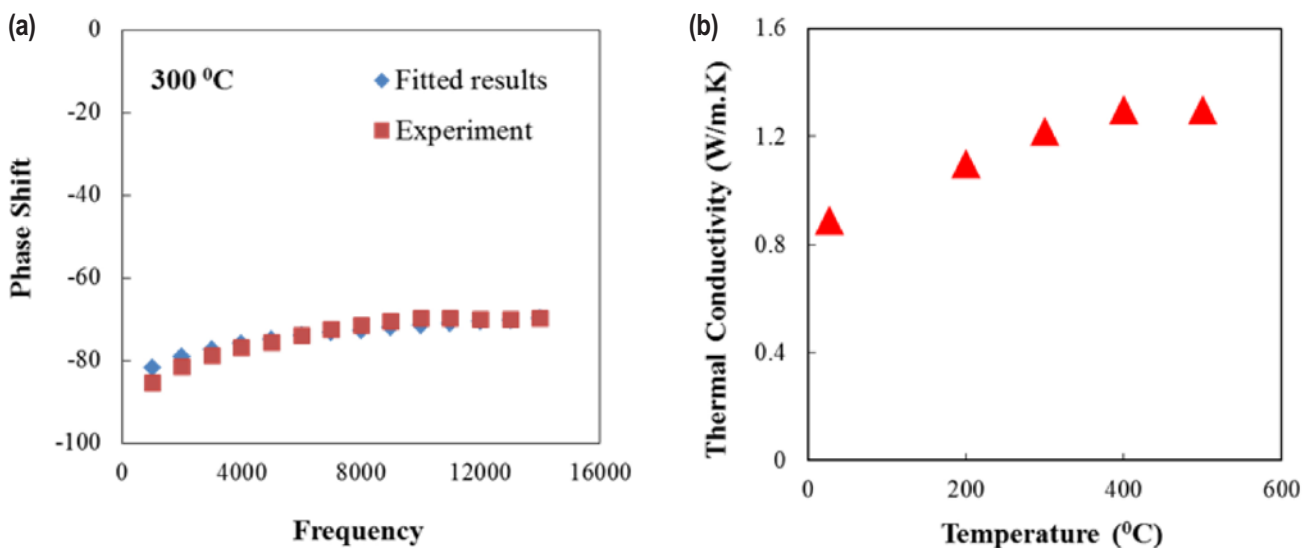 (a)
0
-20
-40
-60
-80
-100
Phase Shift
300 ⁰C
Fitted results
Experiment
0
4000
8000
12000
16000
Frequency
(b)
1.6
1.2
0.8
0.4
0
Thermal Conductivity (W/m.K)
0
200
400
600
Temperature (⁰C)